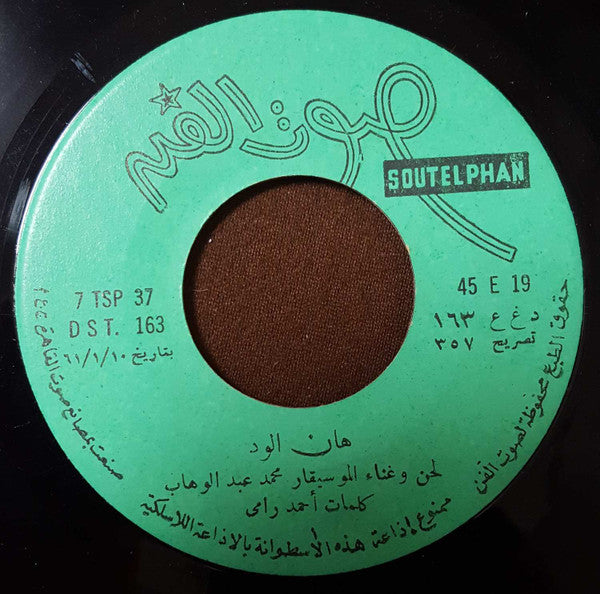 صوت الفن
SOUTELPHAN
7 TSP 37
DST. 163
بتاريخ ٦١/١/١٠
45 E 19
د غ ع ١٦٣
تصريح ٣٥٧
هان الود
لحن وغناء الموسيقار محمد عبد الوهاب
كلمات أحمد رامى
حقوق الطبع محفوظة لصوت الفن
ممنوع إذاعة هذه الأسطوانة بالاذاعة اللاسلكية
صنعت بمصانع صوت القاهرة